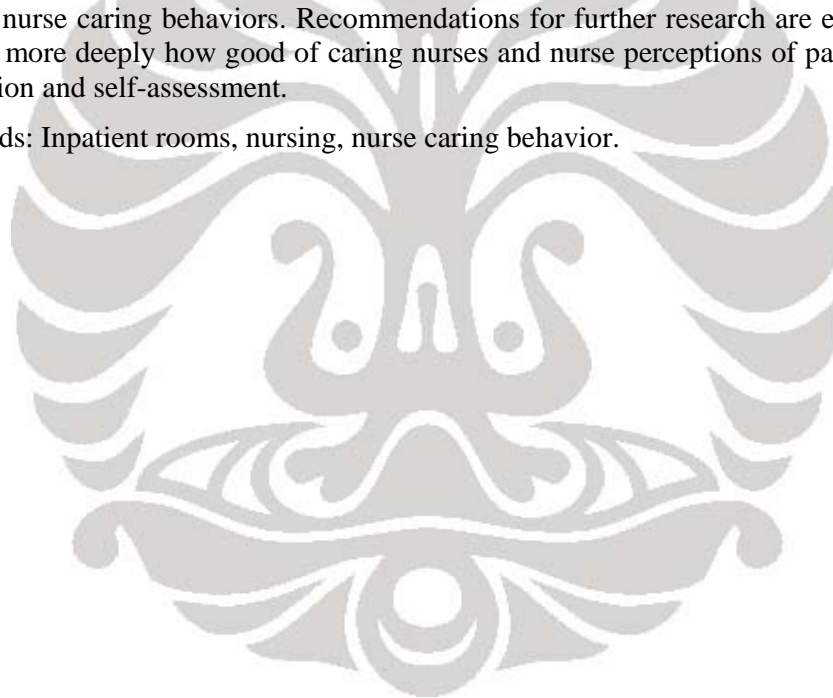 nurse caring behaviors. Recommendations for further research are e
more deeply how good of caring nurses and nurse perceptions of pa
ion and self-assessment.
ds: Inpatient rooms, nursing, nurse caring behavior.